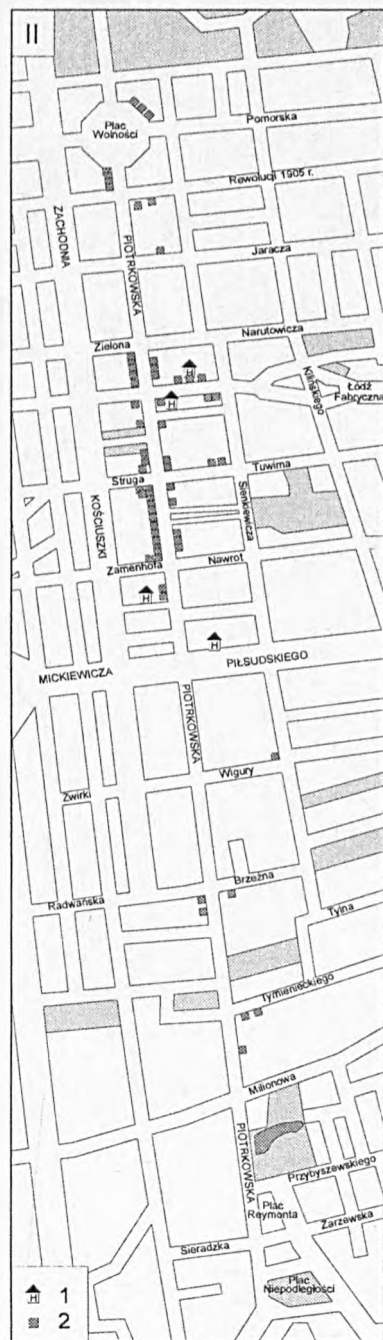 II
Plac
Wolności
Pomorska
Rewolucji 1905 r.
ZACHODNIA
PIOTRKOWSKA
Jaracza
Zielona
Narutowicza
H
H
Kilińskiego
Łódź
Fabryczna
Struga
Tuwima
KOŚCIUSZKI
Sienkiewicza
Zamenhofa
Nawrot
H
H
MICKIEWICZA
PIŁSUDSKIEGO
PIOTRKOWSKA
Wigury
Żwirki
Brzeźna
Radwańska
Tylna
Tymienieckiego
Milionowa
PIOTRKOWSKA
Przybyszewskiego
Plac
Reymonta
Zarzewska
Sieradzka
Plac
Niepodległości
H 1
2